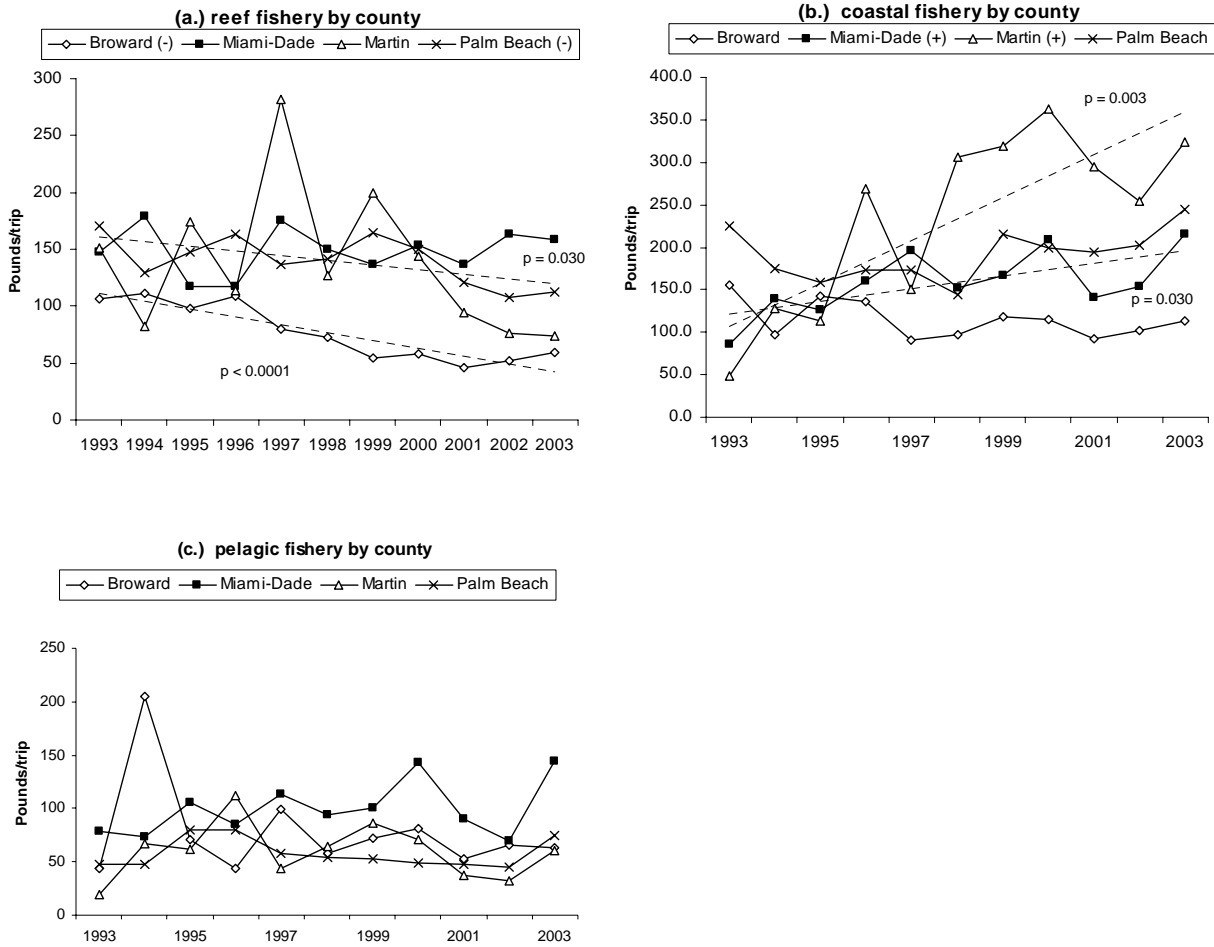 (a.) reef fishery by county
Broward (-) Miami-Dade Martin Palm Beach (-)
300
250
200
150
100
50
0
Pounds/trip
p = 0.030
p < 0.0001
1993 1994 1995 1996 1997 1998 1999 2000 2001 2002 2003
(b.) coastal fishery by county
Broward Miami-Dade (+) Martin (+) Palm Beach
400.0
350.0
300.0
250.0
200.0
150.0
100.0
50.0
0.0
Pounds/trip
p = 0.003
p = 0.030
1993 1995 1997 1999 2001 2003
(c.) pelagic fishery by county
Broward Miami-Dade Martin Palm Beach
250
200
150
100
50
0
Pounds/trip
1993 1995 1997 1999 2001 2003